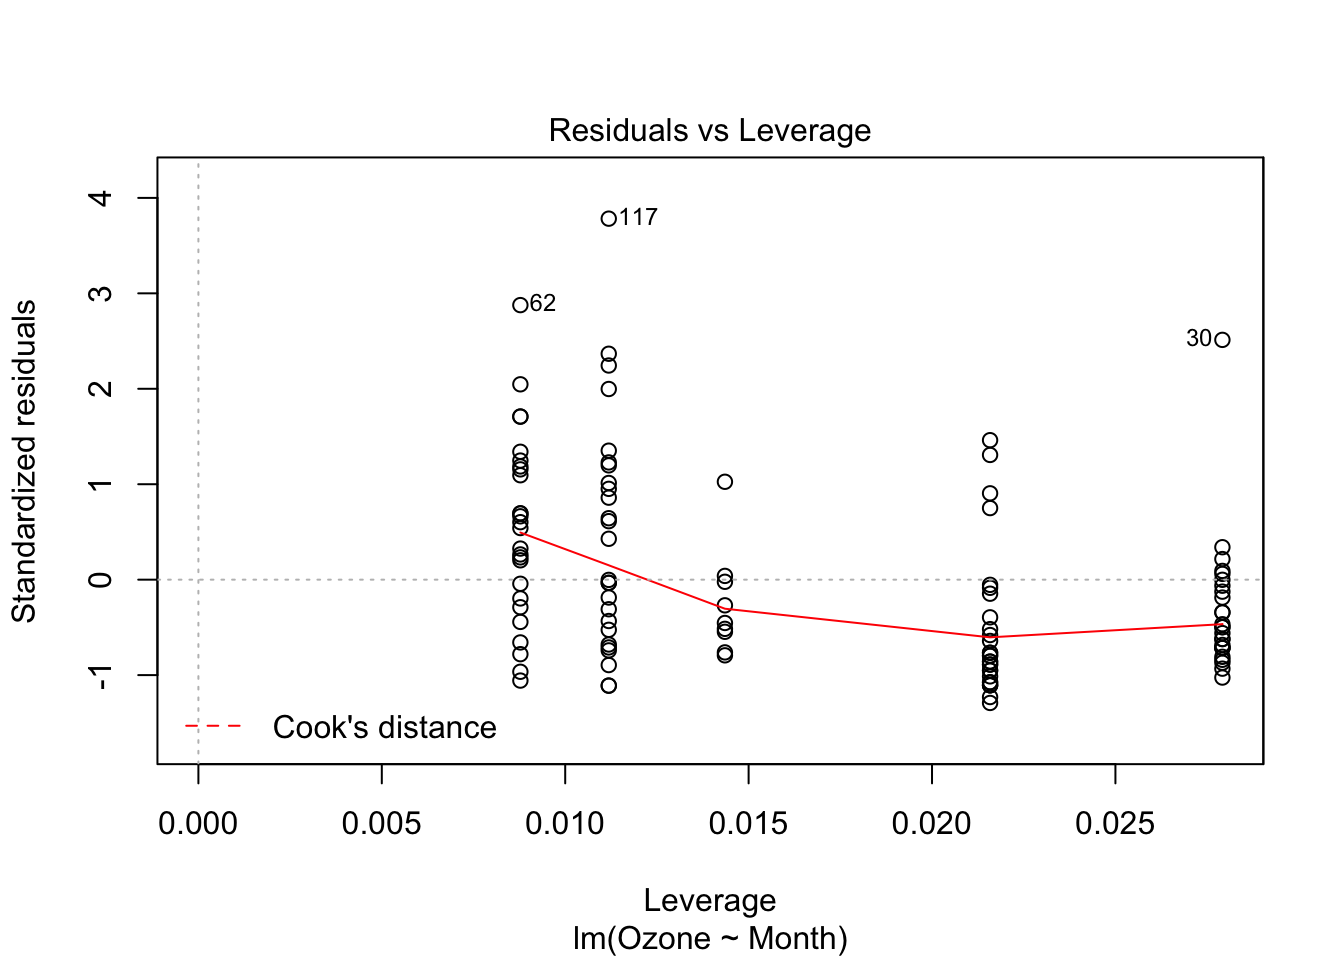 Residuals vs Leverage
4
3
2
1
0
-1
Standardized residuals
117
62
30
Cook's distance
0.000 0.005 0.010 0.015 0.020 0.025
Leverage
lm(Ozone ~ Month)